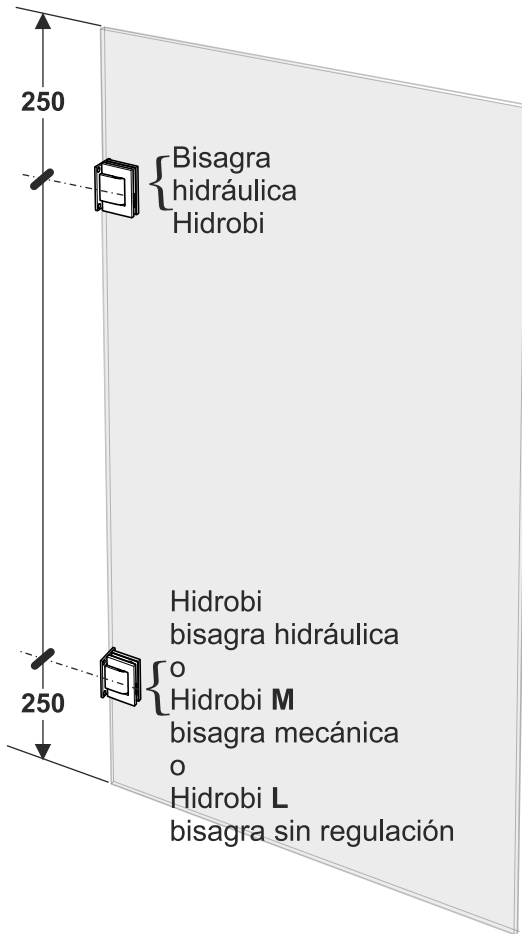 250
Bisagra
hidráulica
Hidrobi
Hidrobi
bisagra hidráulica
o
Hidrobi M
bisagra mecánica
o
Hidrobi L
bisagra sin regulación
250